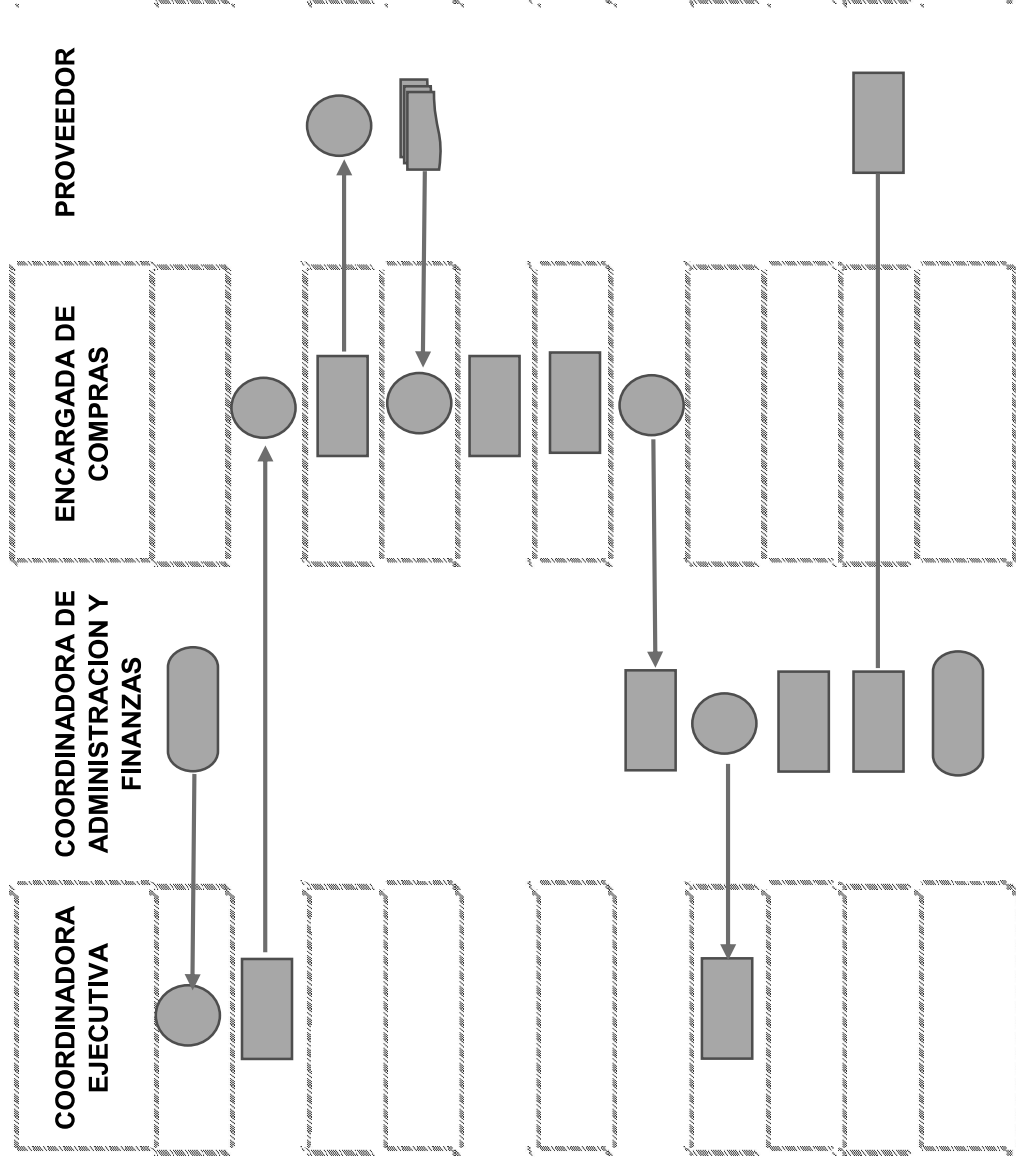 COORDINADORA
EJECUTIVA
COORDINADORA DE
ADMINISTRACION Y
FINANZAS
ENCARGADA DE
COMPRAS
PROVEEDOR